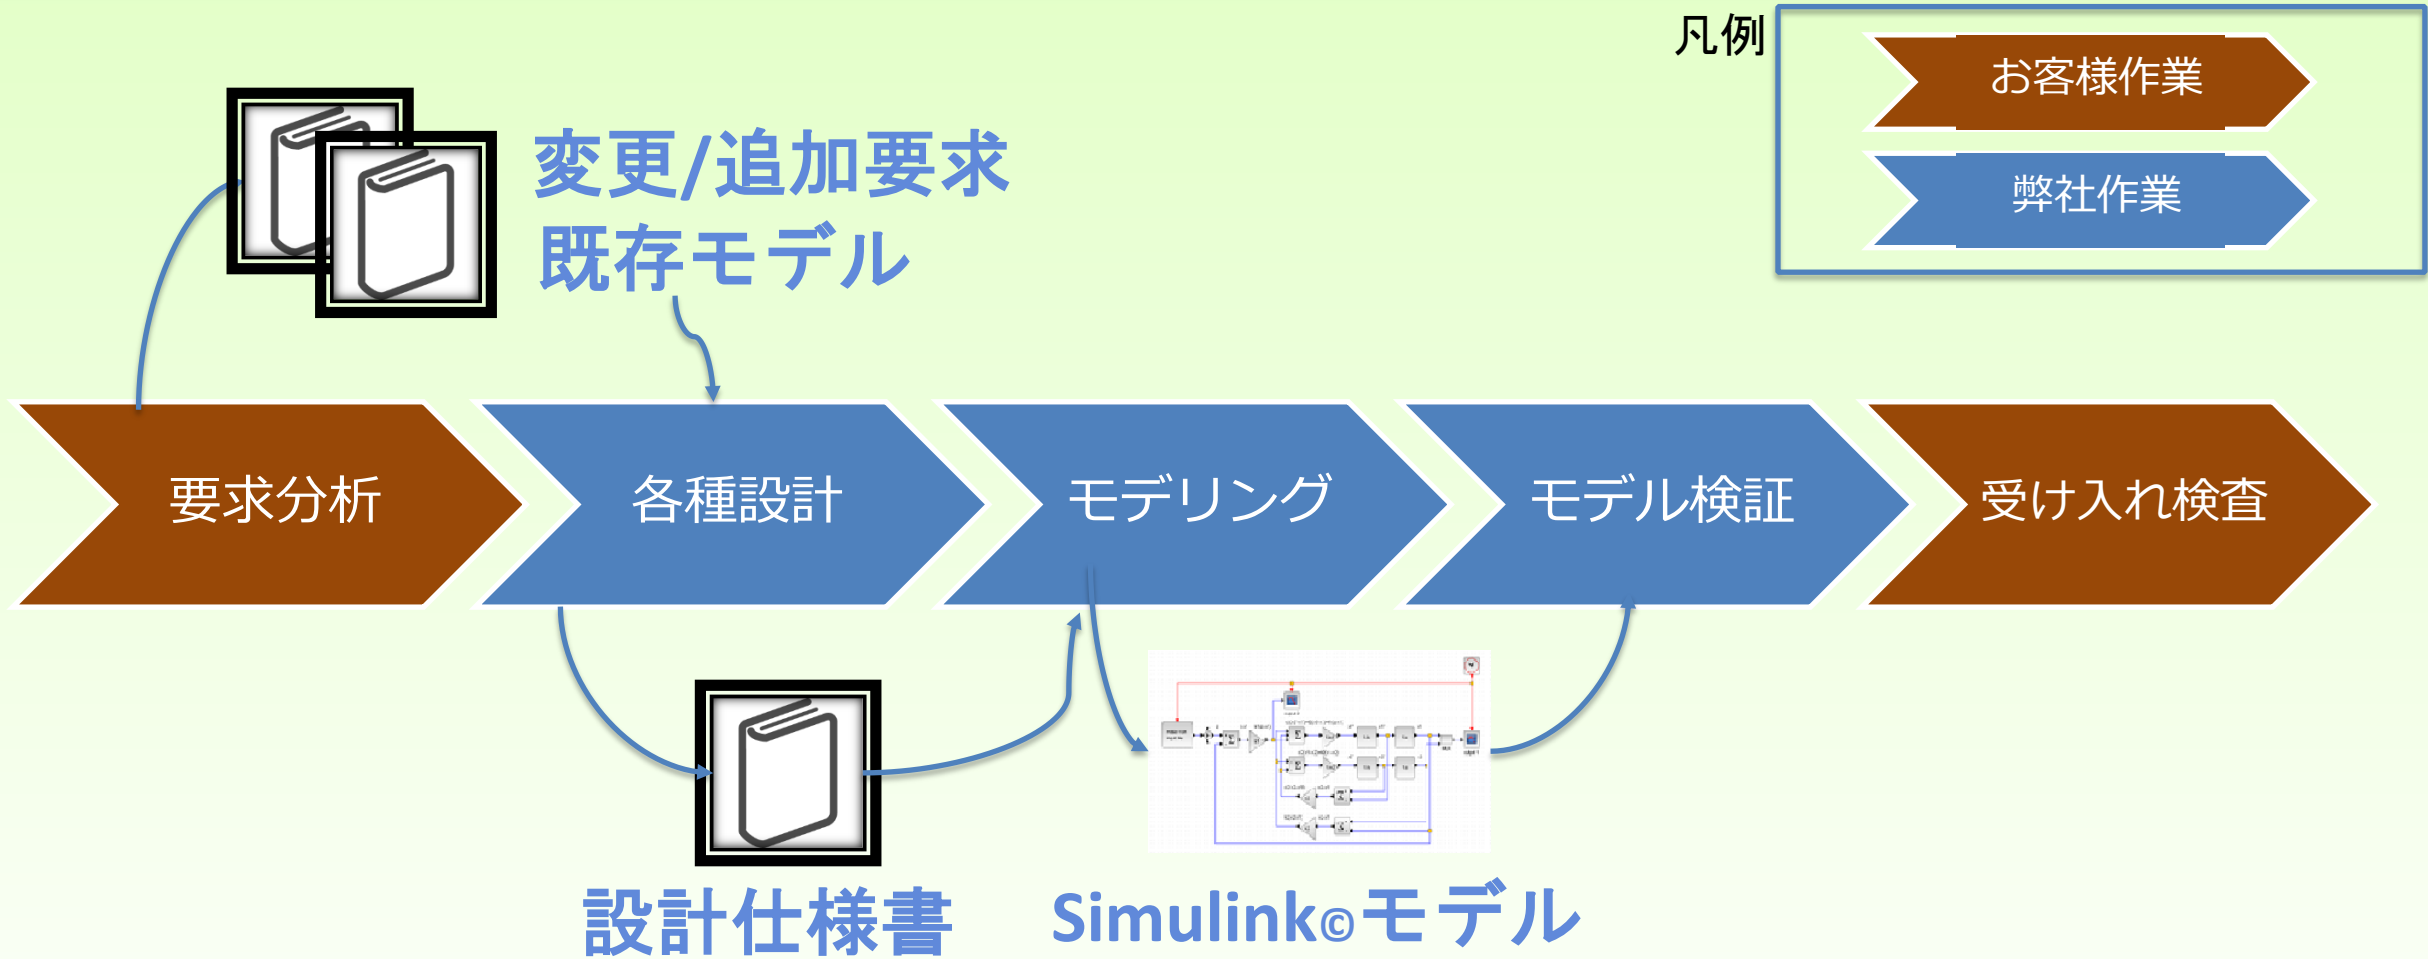 凡例
お客様作業
弊社作業
変更/追加要求
既存モデル
要求分析
各種設計
モデリング
モデル検証
受け入れ検査
設計仕様書
Simulink©モデル